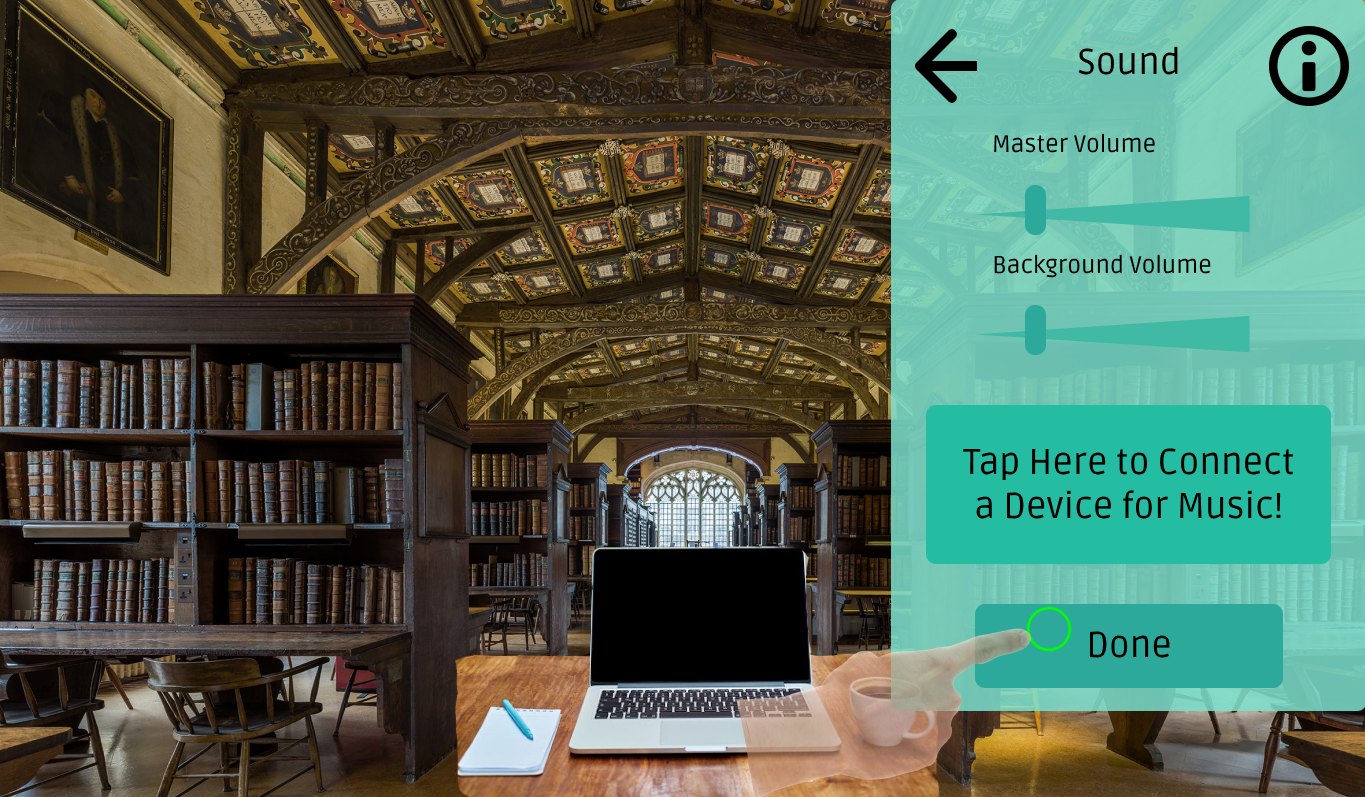 Sound
Master Volume
Background Volume
Tap Here to Connect
a Device for Music!
Done